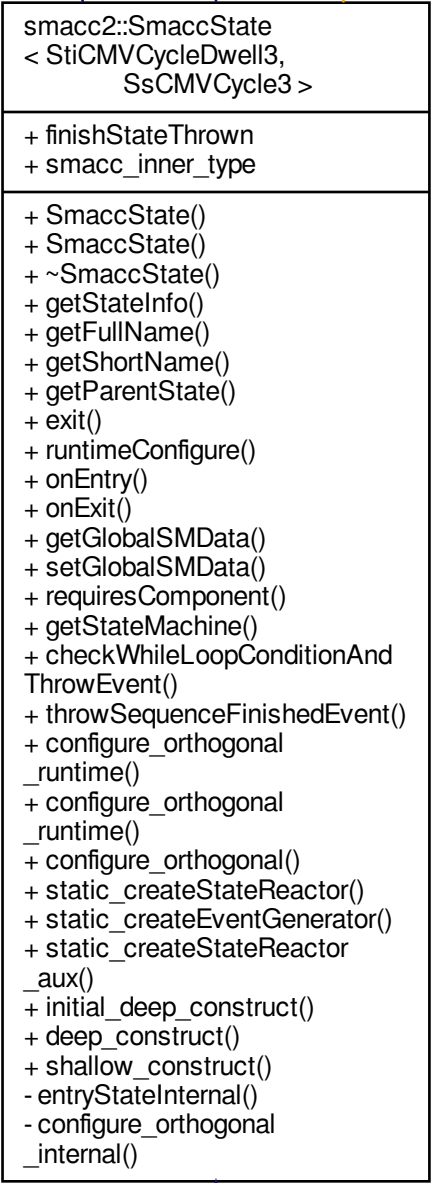 smacc2::SmaccState
< StiCMVCycleDwell3,
SsCMVCycle3 >
+ finishStateThrown
+ smacc_inner_type
+ SmaccState()
+ SmaccState()
+ ~SmaccState()
+ getStateInfo()
+ getFullName()
+ getShortName()
+ getParentState()
+ exit()
+ runtimeConfigure()
+ onEntry()
+ onExit()
+ getGlobalSMData()
+ setGlobalSMData()
+ requiresComponent()
+ getStateMachine()
+ checkWhileLoopConditionAnd
ThrowEvent()
+ throwSequenceFinishedEvent()
+ configure_orthogonal
_runtime()
+ configure_orthogonal
_runtime()
+ configure_orthogonal()
+ static_createStateReactor()
+ static_createEventGenerator()
+ static_createStateReactor
_aux()
+ initial_deep_construct()
+ deep_construct()
+ shallow_construct()
- entryStateInternal()
- configure_orthogonal
_internal()